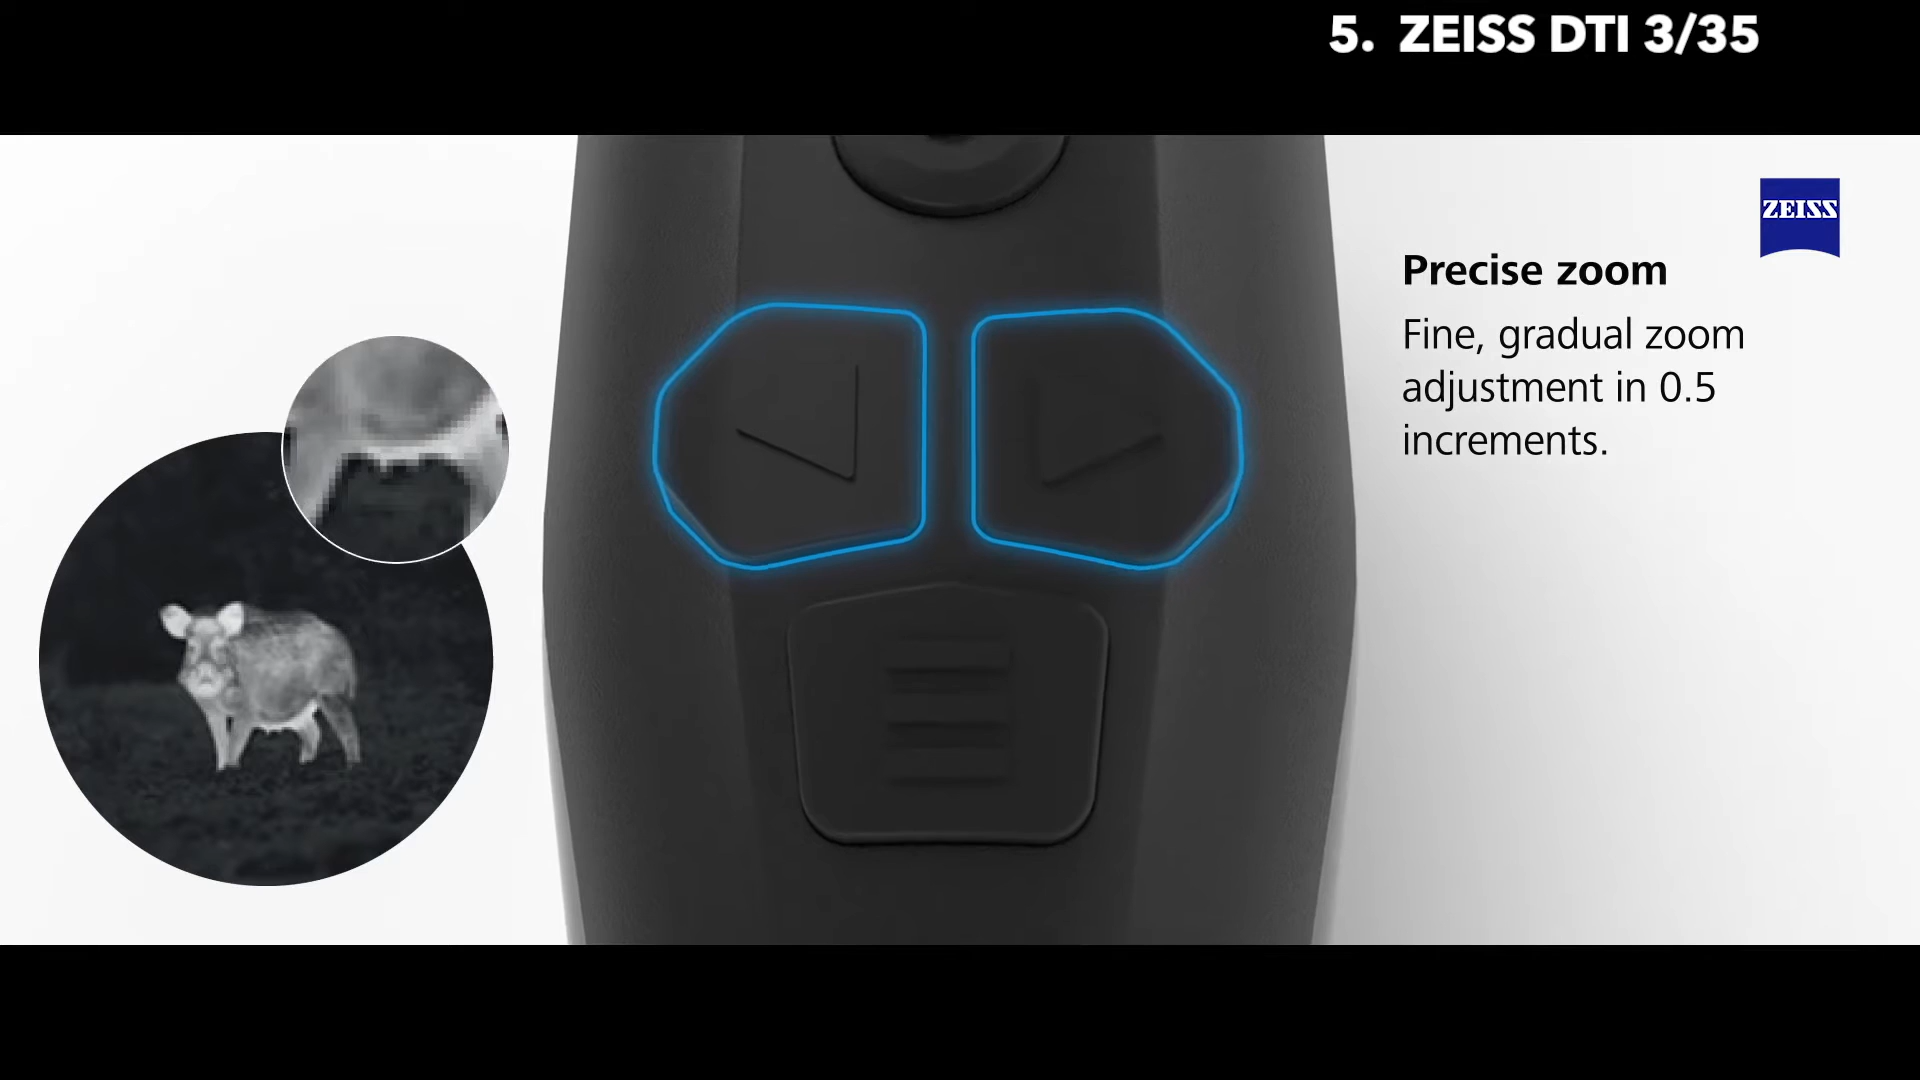 5. ZEISS DTI 3/35
ZEISS
Precise zoom
Fine, gradual zoom
adjustment in 0.5
increments.